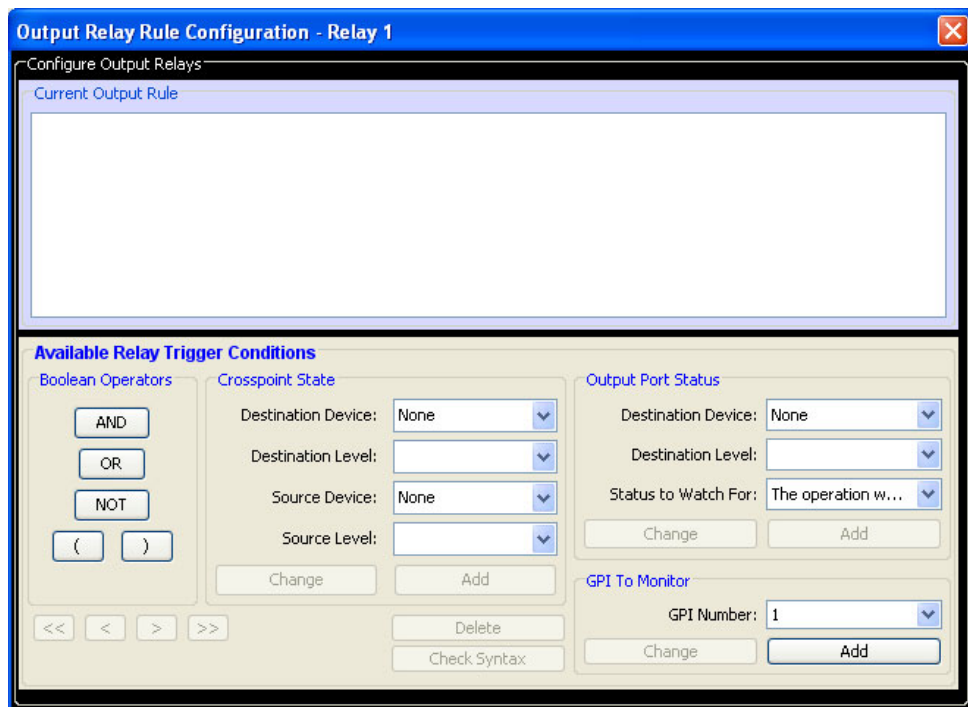 Output Relay Rule Configuration - Relay 1
Configure Output Relays
Current Output Rule
Available Relay Trigger Conditions
Boolean Operators
AND
OR
NOT
( )
Crosspoint State
Destination Device: None
Destination Level:
Source Device: None
Source Level:
Change Add
Output Port Status
Destination Device: None
Destination Level:
Status to Watch For: The operation w...
Change Add
GPI To Monitor
GPI Number: 1
Change Add
<< < > >>
Delete
Check Syntax